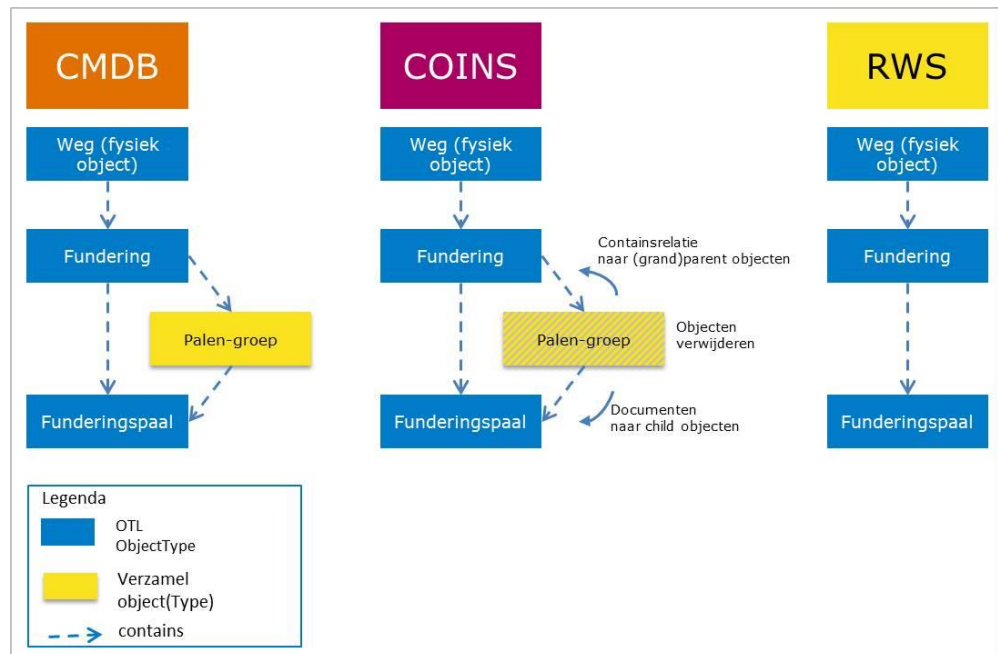 CMDB
COINS
RWS
Weg (fysiek
object)
Weg (fysiek
object)
Weg (fysiek
object)
Fundering
Fundering
Containsrelatie
naar (grand)parent objecten
Fundering
Palen-groep
Palen-groep
Objecten
verwijderen
Funderingspaal
Funderingspaal
Documenten
naar child objecten
Funderingspaal
Legenda
OTL
ObjectType
Verzamel
object(Type)
contains